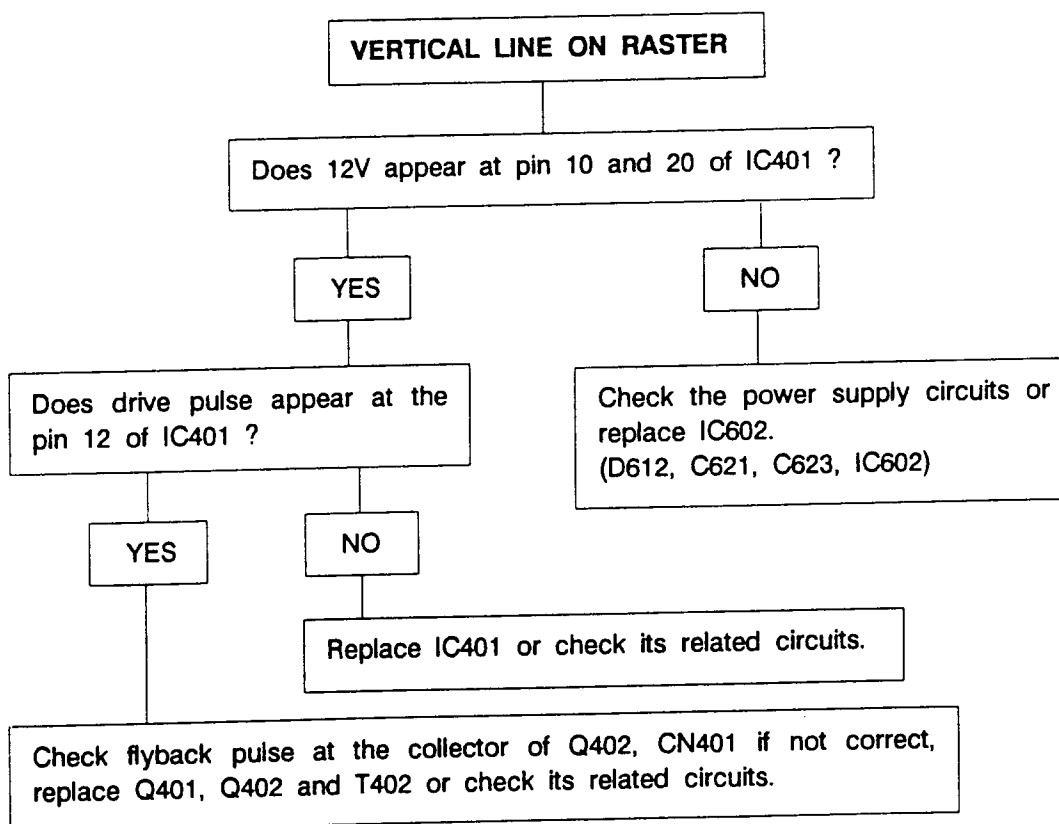 VERTICAL LINE ON RASTER
Does 12V appear at pin 10 and 20 of IC401 ?
YES
NO
Does drive pulse appear at the
pin 12 of IC401 ?
Check the power supply circuits or
replace IC602.
(D612, C621, C623, IC602)
YES
NO
Replace IC401 or check its related circuits.
Check flyback pulse at the collector of Q402, CN401 if not correct,
replace Q401, Q402 and T402 or check its related circuits.